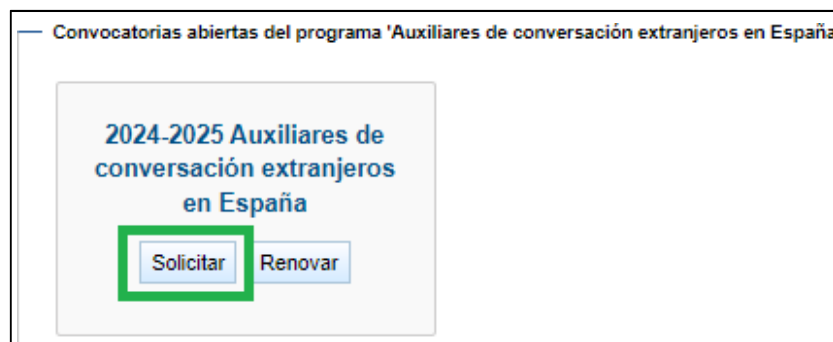 Convocatorias abiertas del programa 'Auxiliares de conversación extranjeros en España
2024-2025 Auxiliares de
conversación extranjeros
en España
Solicitar Renovar